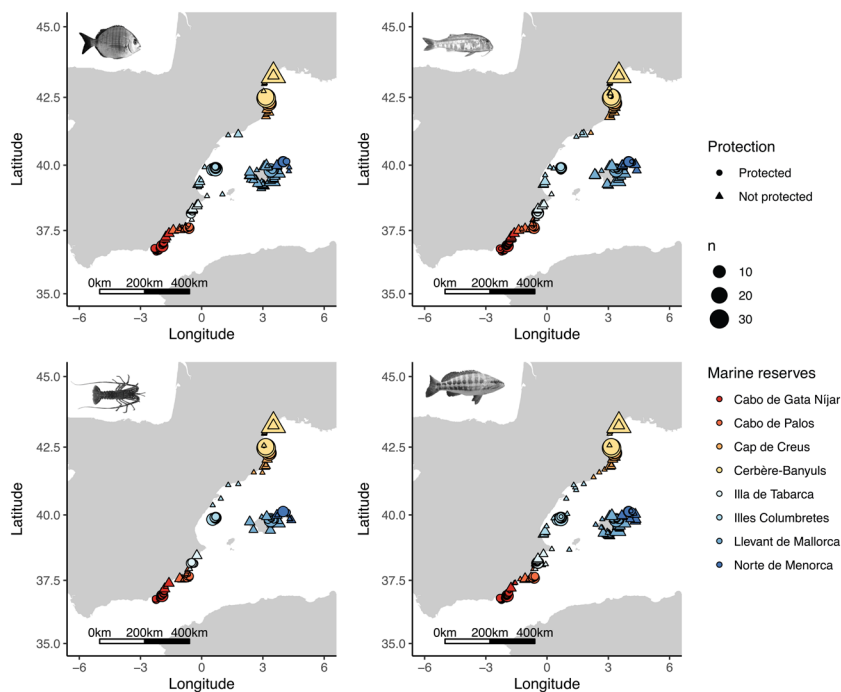 45.0
42.5
40.0
37.5
35.0
Latitude
0km 200km 400km
−6 −3 0 3 6
Longitude
45.0
42.5
40.0
37.5
35.0
Latitude
0km 200km 400km
−6 −3 0 3 6
Longitude
45.0
42.5
40.0
37.5
35.0
Latitude
0km 200km 400km
−6 −3 0 3 6
Longitude
45.0
42.5
40.0
37.5
35.0
Latitude
0km 200km 400km
−6 −3 0 3 6
Longitude
Protection
Protected
Not protected
n
10
20
30
Marine reserves
Cabo de Gata Níjar
Cabo de Palos
Cap de Creus
Cerbère-Banyuls
Illa de Tabarca
Illes Columbretes
Llevant de Mallorca
Norte de Menorca